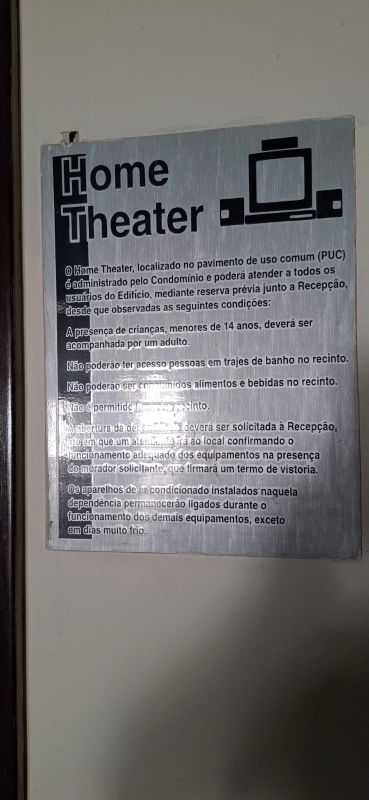 Home
Theater
O Home Theater, localizado no pavimento de uso comum (PUC)
é administrado pelo Condomínio e poderá atender a todos os
usuários do Edifício, mediante reserva prévia junto a Recepção,
desde que observadas as seguintes condições:
A presença de crianças, menores de 14 anos, deverá ser
acompanhada por um adulto.
Não poderão ter acesso pessoas em trajes de banho no recinto.
Não poderão ser consumidos alimentos e bebidas no recinto.
Não é permitido recinto.
A abertura da deverá ser solicitada à Recepção,
em que um ao local confirmando o
funcionamento adequado dos equipamentos na presença
do morador solicitante, que firmará um termo de vistoria.
Os aparelhos de ar condicionado instalados naquela
dependência permanecerão ligados durante o
funcionamento dos demais equipamentos, exceto
em dias muito frio.